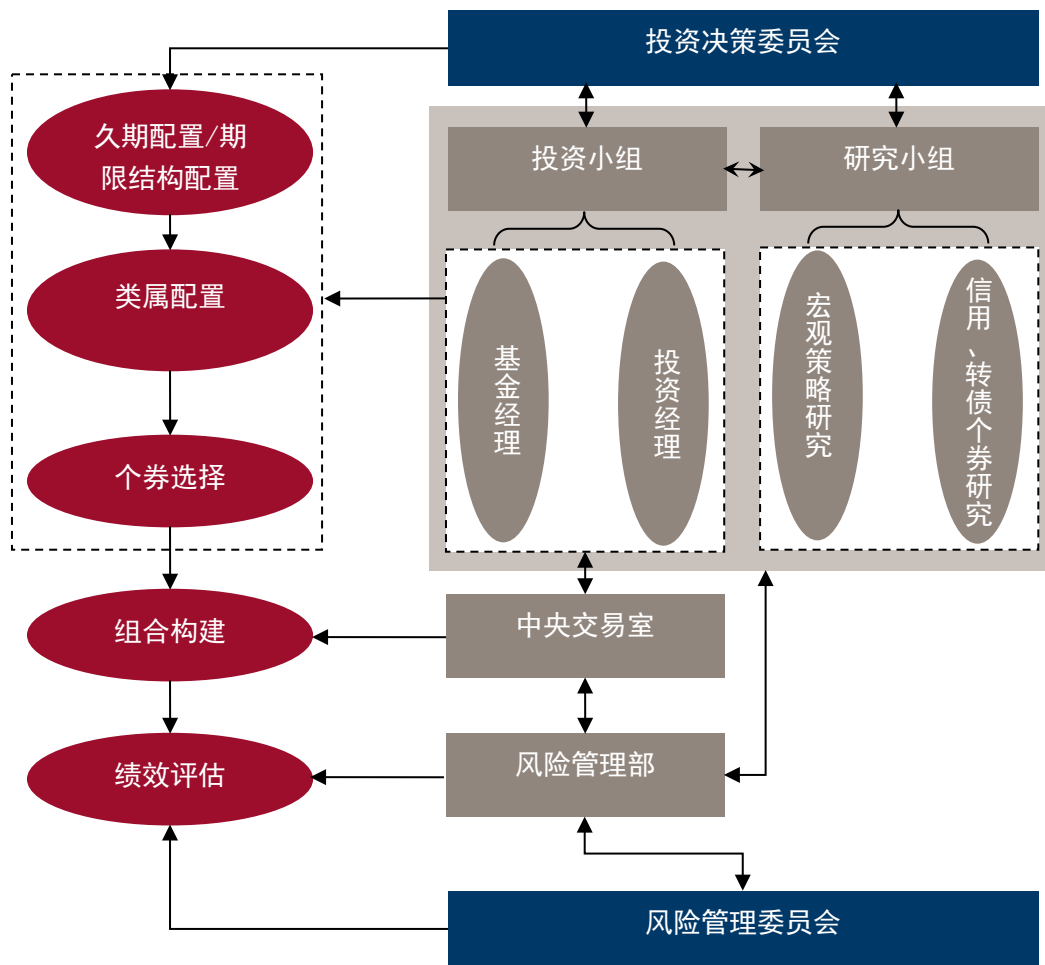 投资决策委员会
久期配置/期
限结构配置
类属配置
个券选择
组合构建
绩效评估
投资小组
研究小组
基金经理
投资经理
宏观策略研究
信用、转债个券研究
中央交易室
风险管理部
风险管理委员会